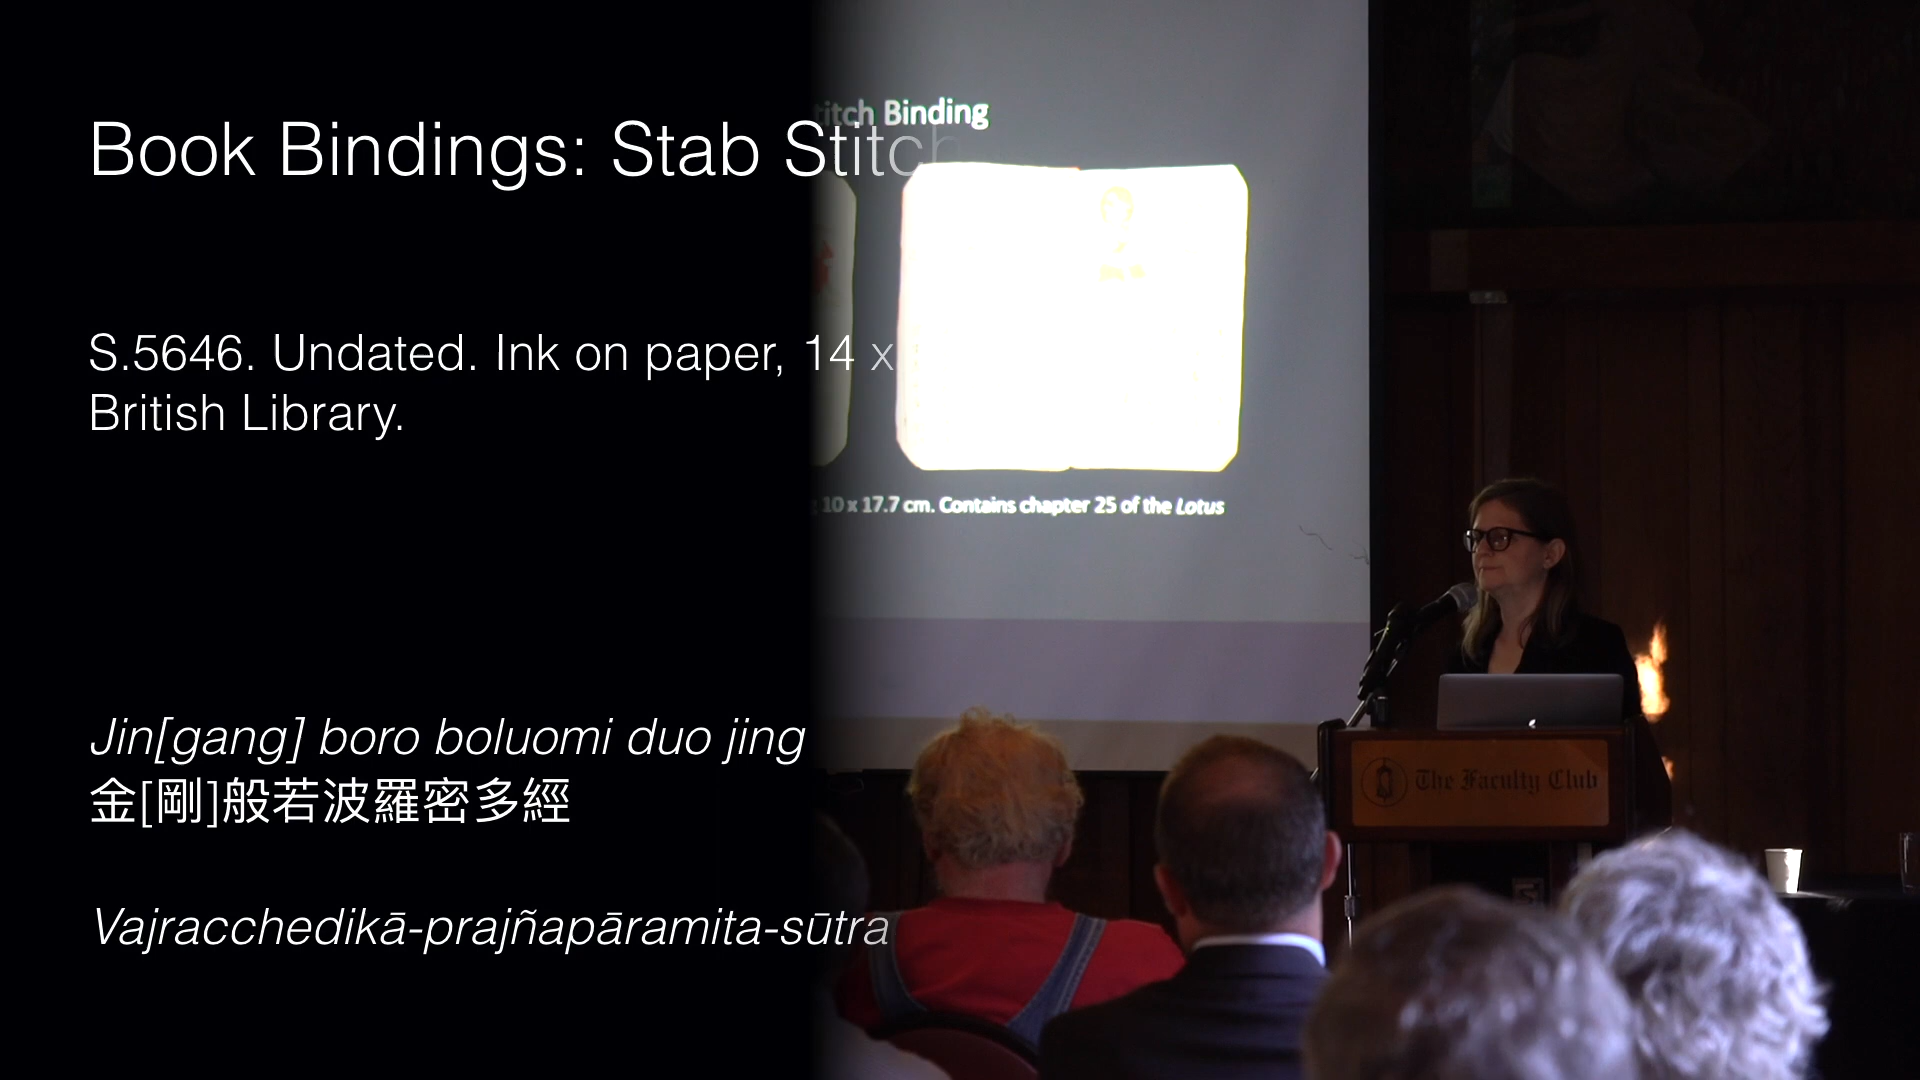 Book Bindings: Stab Stitch
S.5646. Undated. Ink on paper, 14 x
British Library.
Jin[gang] boro boluomi duo jing
金[剛]般若波羅密多經
Vajracchedikā-prajñapāramita-sūtra
titch Binding
10 x 17.7 cm. Contains chapter 25 of the Lotus
The Faculty Club